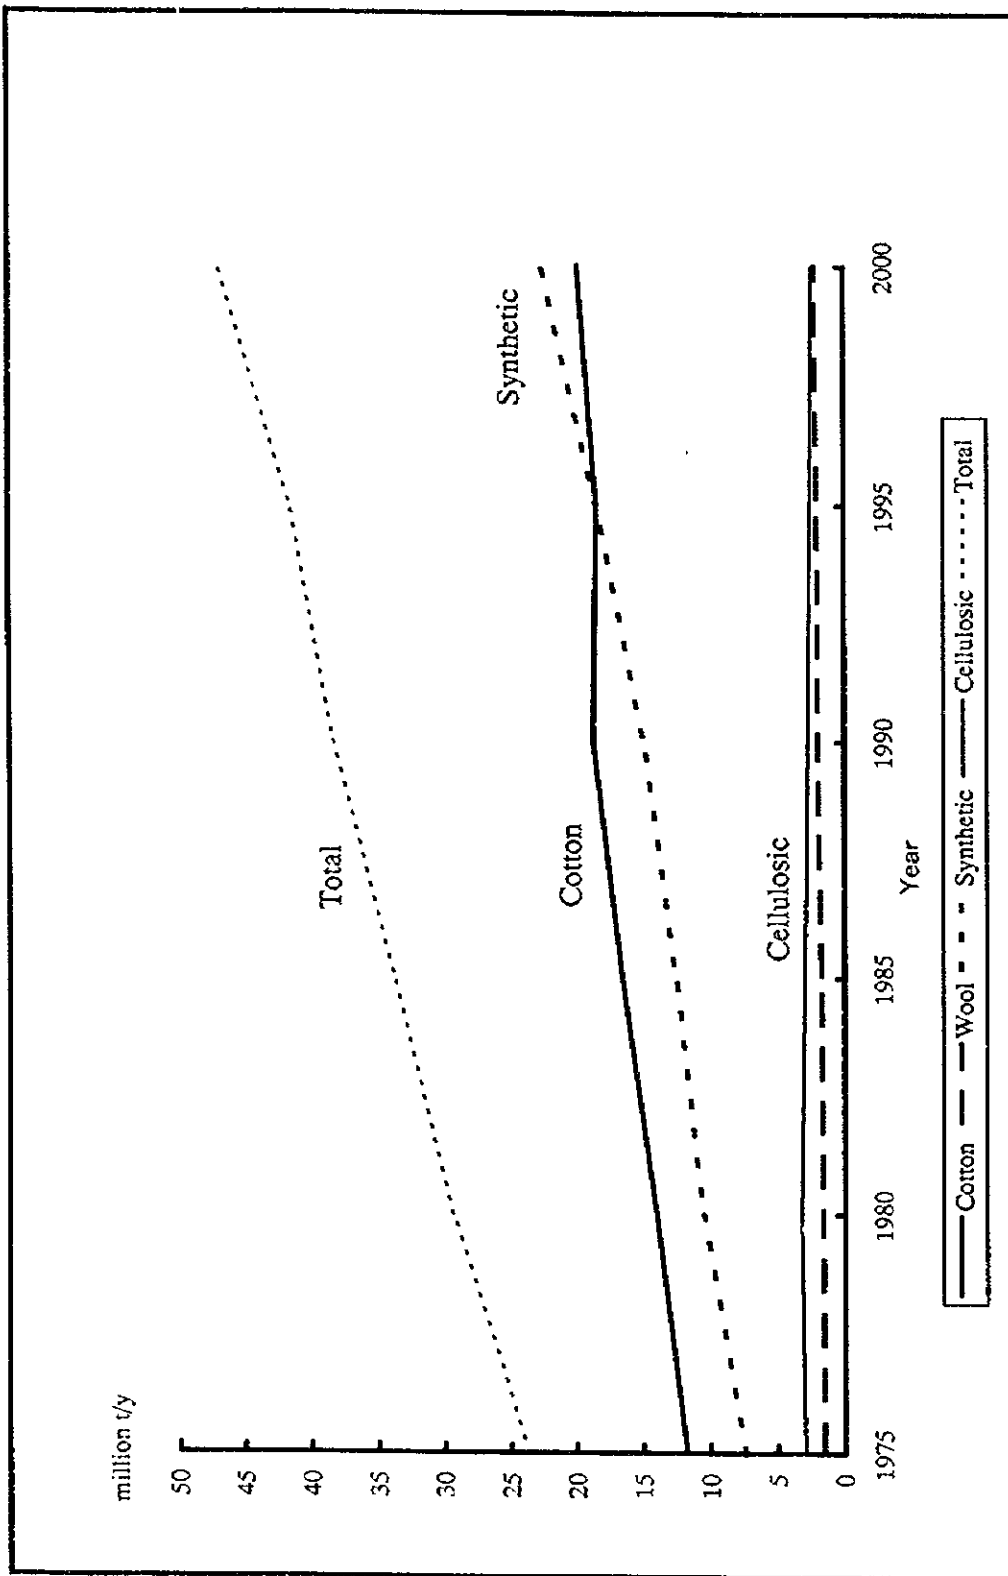 million t/y
50
45
40
35
30
25
20
15
10
5
0
Total
Synthetic
Cotton
Cellulosic
1975 1980 1985 1990 1995 2000
Year
Cotton Wool Synthetic Cellulosic Total